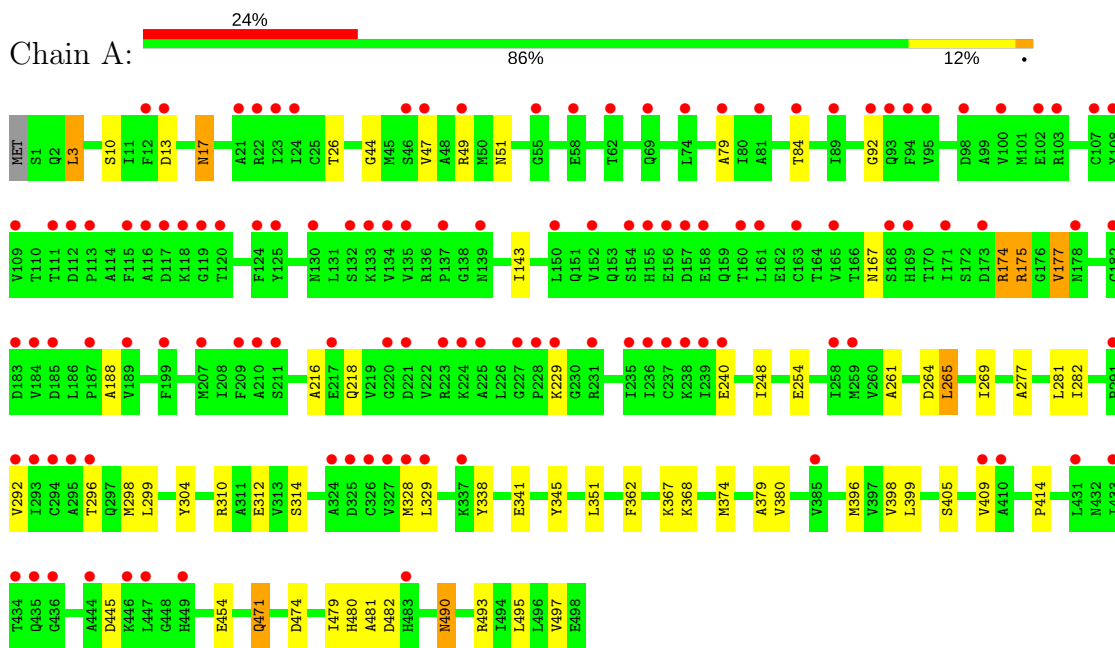 24%
Chain A:
86% 12% •
MET S1 Q2 L3 S10 I11 F12 D13 N17 A21 R22 I23 I24 C25 T26 G44 M45 S46 V47 A48 R49 M50 N51 G55 E58 T62 Q69 L74 A79 I80 A81 T84 I89 G92 Q93 F94 V95 D98 A99 V100 M101 E102 R103 C107
V109 T110 T111 D112 P113 A114 F115 A116 D117 K118 G119 T120 F124 Y125 N130 L131 S132 K133 V134 V135 R136 P137 G138 N139 I143 L150 Q151 V152 Q153 S154 H155 E156 D157 E158 Q159 T160 L161 E162 C163 T164 V165 T166 N167 S168 H169 T170 I171 S172 D173 R174 R175 G176 V177 N178
D183 V184 D185 L186 P187 A188 V189 F199 M207 I208 F209 A210 S211 A216 E217 Q218 V219 G220 D221 V222 R223 K224 A225 L226 G227 P228 K229 G230 R231 I235 I236 C237 K238 I239 E240 I248 E254 I258 M259 V260 A261 D264 L265 I269 A277 L281 I282
V292 I293 C294 A295 T296 Q297 M298 L299 Y304 R310 A311 E312 V313 S314 A324 D325 C326 V327 M328 L329 K337 Y338 E341 Y345 L351 F362 K367 K368 M374 A379 V380 V385 M396 V397 V398 L399 S405 V409 A410 P414 L431 N432
T434 Q435 G436 A444 D445 K446 L447 G448 H449 E454 Q471 D474 I479 H480 A481 D482 H483 N490 R493 I494 L495 L496 V497 E498